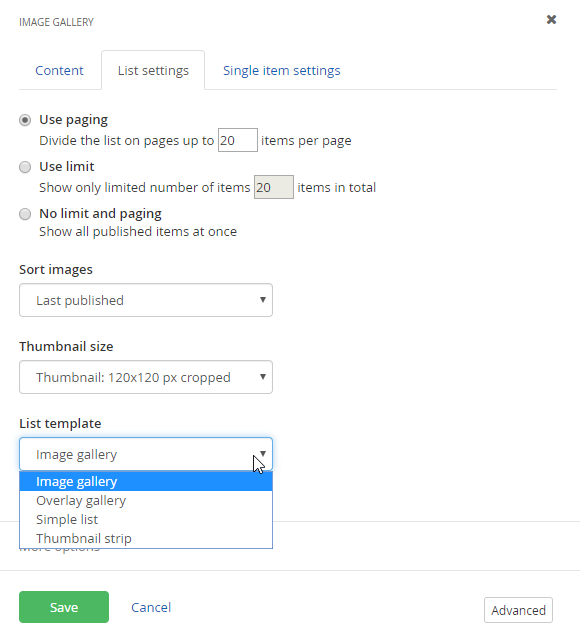 IMAGE GALLERY
Content
List settings
Single item settings
Use paging
Divide the list on pages up to 20 items per page
Use limit
Show only limited number of items 20 items in total
No limit and paging
Show all published items at once
Sort images
Last published
Thumbnail size
Thumbnail: 120x120 px cropped
List template
Image gallery
Image gallery
Overlay gallery
Simple list
Thumbnail strip
More options
Save
Cancel
Advanced